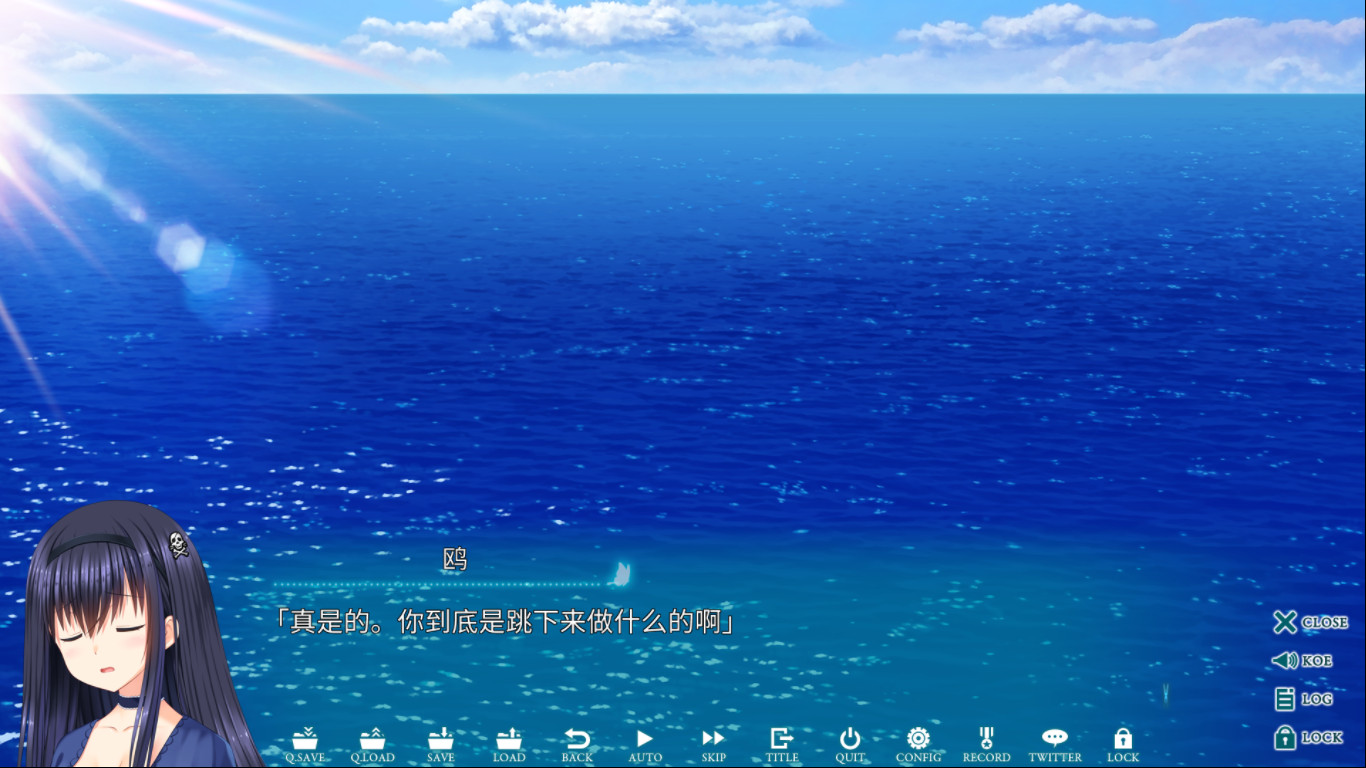 鸥
「真是的。你到底是跳下来做什么的啊」
CLOSE
KOE
LOG
LOCK
Q.SAVE Q.LOAD SAVE LOAD BACK AUTO SKIP TITLE QUIT CONFIG RECORD TWITTER LOCK